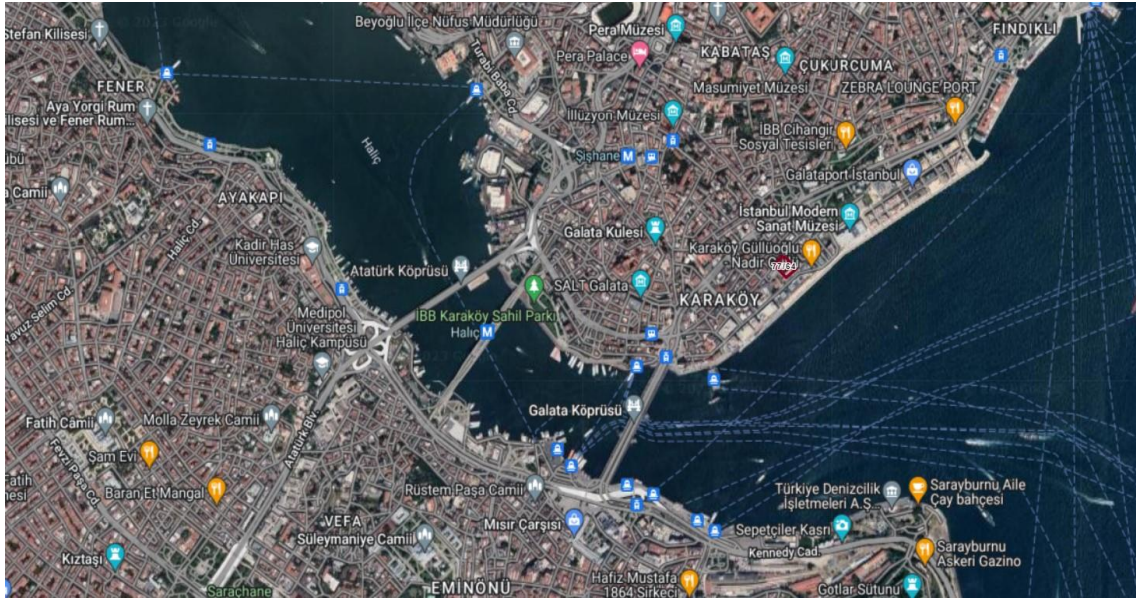 Beyoğlu İlçe Nüfus Müdürlüğü
Stefan Kilisesi
Pera Müzesi
FINDIKLI
Pera Palace
KABATAŞ
ÇUKURCUMA
Turabi Baba Cd
FENER
Masumiyet Müzesi
ZEBRA LOUNGE PORT
Aya Yorgi Rum
ilisesi ve Fener Rum...
İllüzyon Müzesi
İBB Cihangir
Sosyal Tesisleri
Haliç
Şişhane
Galataport İstanbul
a Camii
AYAKAPI
İstanbul Modern
Sanat Müzesi
Haliç Cd.
Galata Kulesi
Kadir Has
Üniversitesi
Karaköy Güllüoğlu
- Nadir G
77/64
Atatürk Köprüsü
SALT Galata
KARAKÖY
Yavuz Selim Cd.
İBB Karaköy Sahil Parkı
Medipol
Üniversitesi
Haliç Kampüsü
Haliç
Galata Köprüsü
Fatih Camii
Molla Zeyrek Camii
Atatürk Blv.
Şam Evi
Fevzi Paşa Cd.
Baran Et Mangal
Rüstem Paşa Camii
Türkiye Denizcilik
İşletmeleri A.Ş...
Sarayburnu Aile
Çay bahçesi
VEFA
Mısır Çarşısı
Sepetçiler Kasrı
Süleymaniye Camii
Kennedy Cad.
Sarayburnu
Askeri Gazino
Kıztaşı
Hafız Mustafa
1864 Sirkeci
Saraçhane
EMİNÖNÜ
Gotlar Sütunu